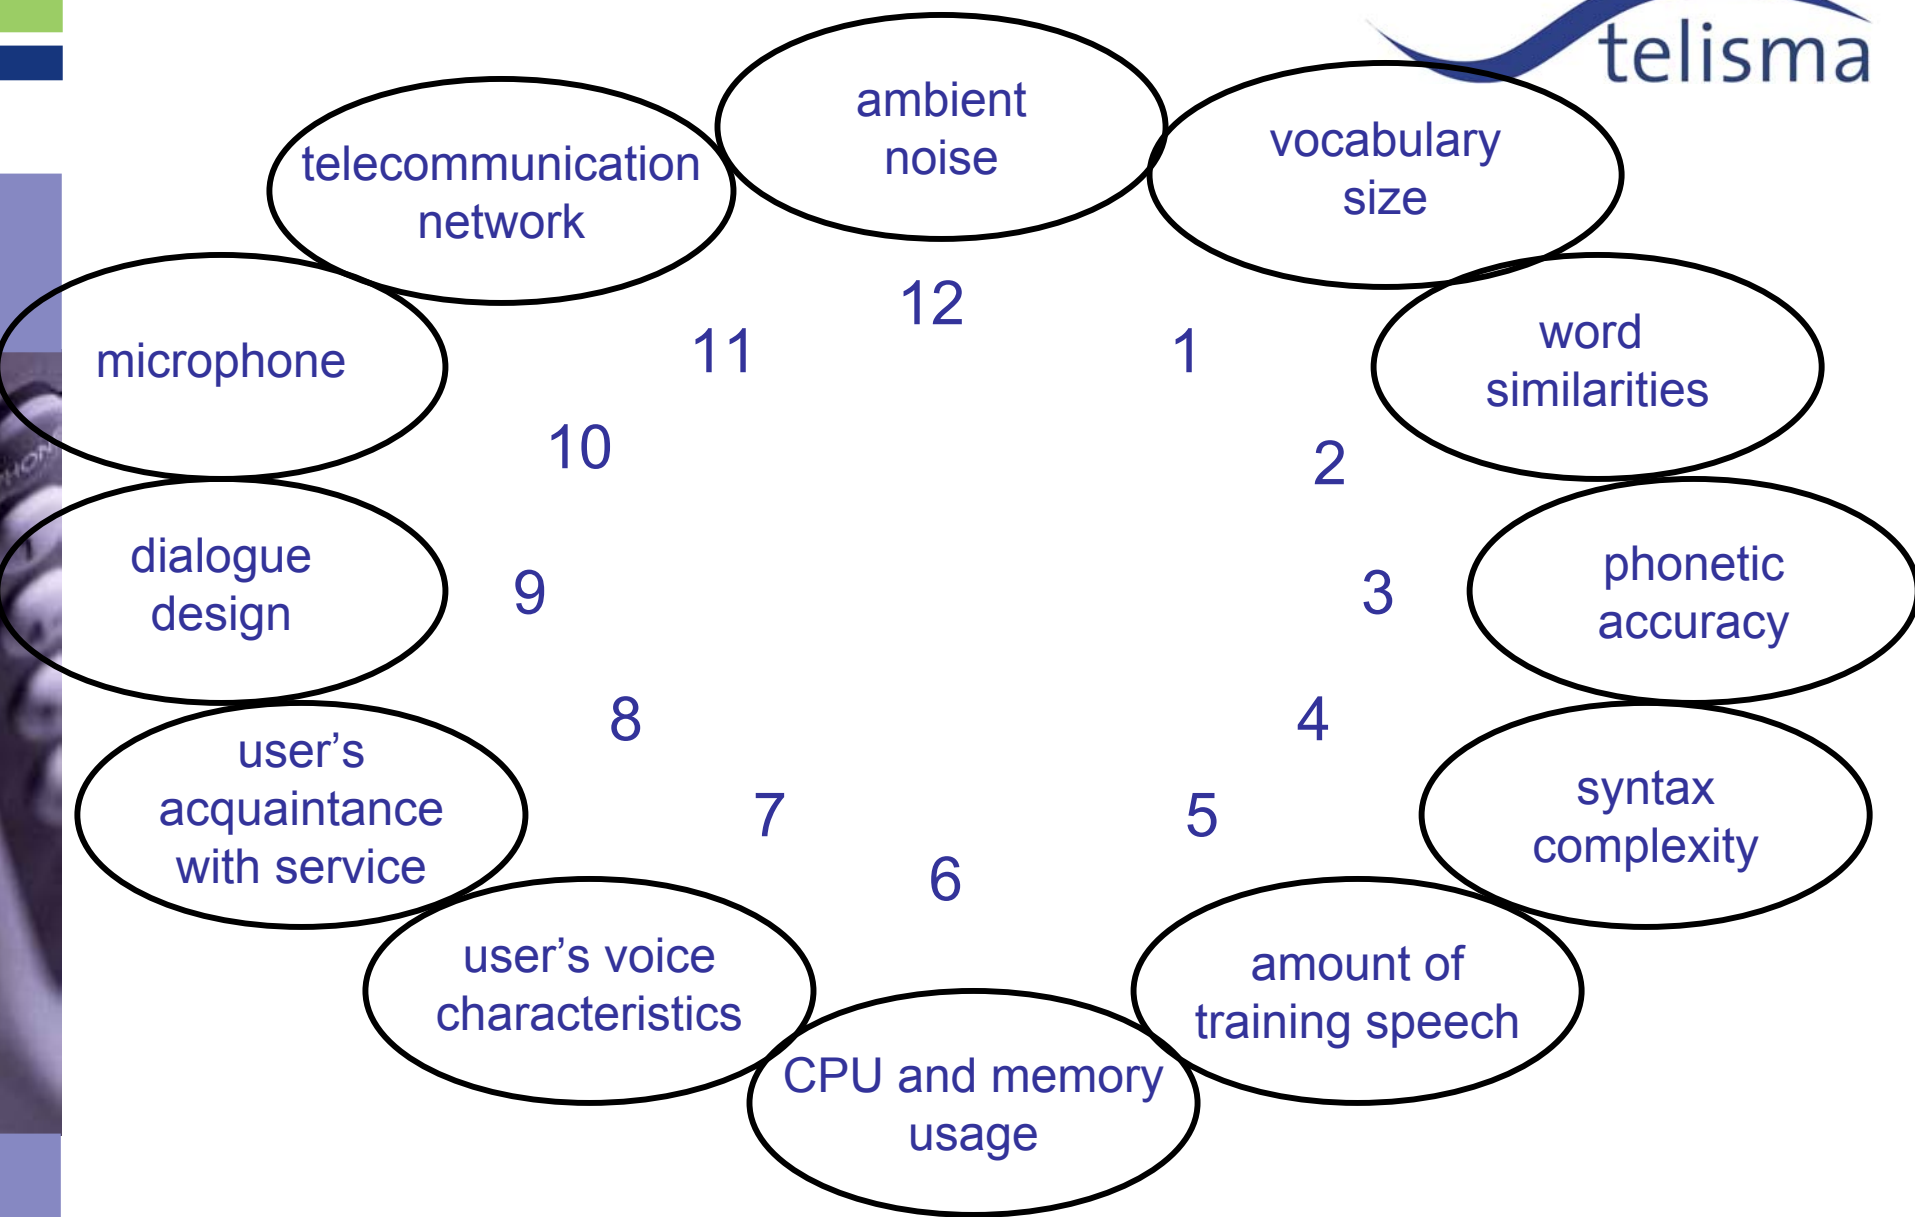 telisma
ambient
noise
vocabulary
size
telecommunication
network
word
similarities
microphone
12
11
1
10
2
dialogue
design
9
3
phonetic
accuracy
8
4
user’s
acquaintance
with service
syntax
complexity
7
5
6
user’s voice
characteristics
amount of
training speech
CPU and memory
usage